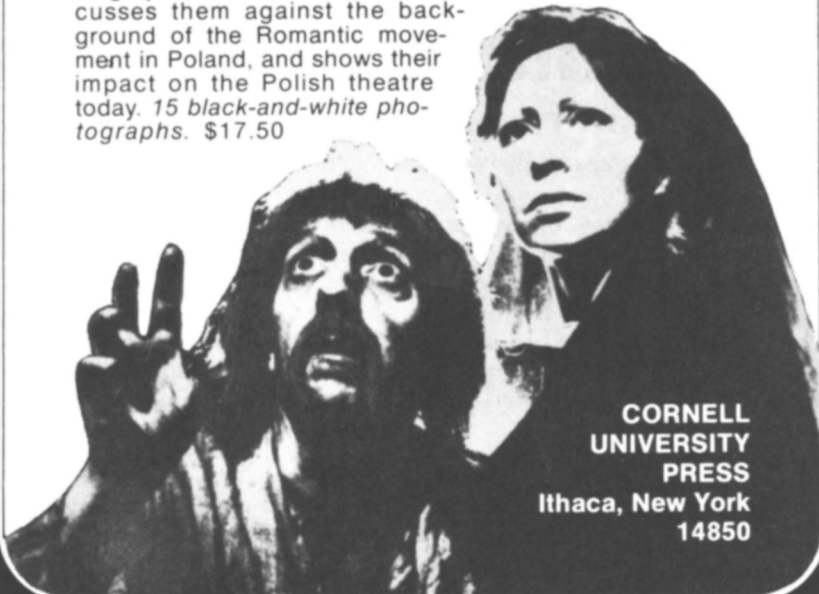 cusses them against the back-
ground of the Romantic move-
ment in Poland, and shows their
impact on the Polish theatre
today. 15 black-and-white pho-
tographs. $17.50
CORNELL
UNIVERSITY
PRESS
Ithaca, New York
14850